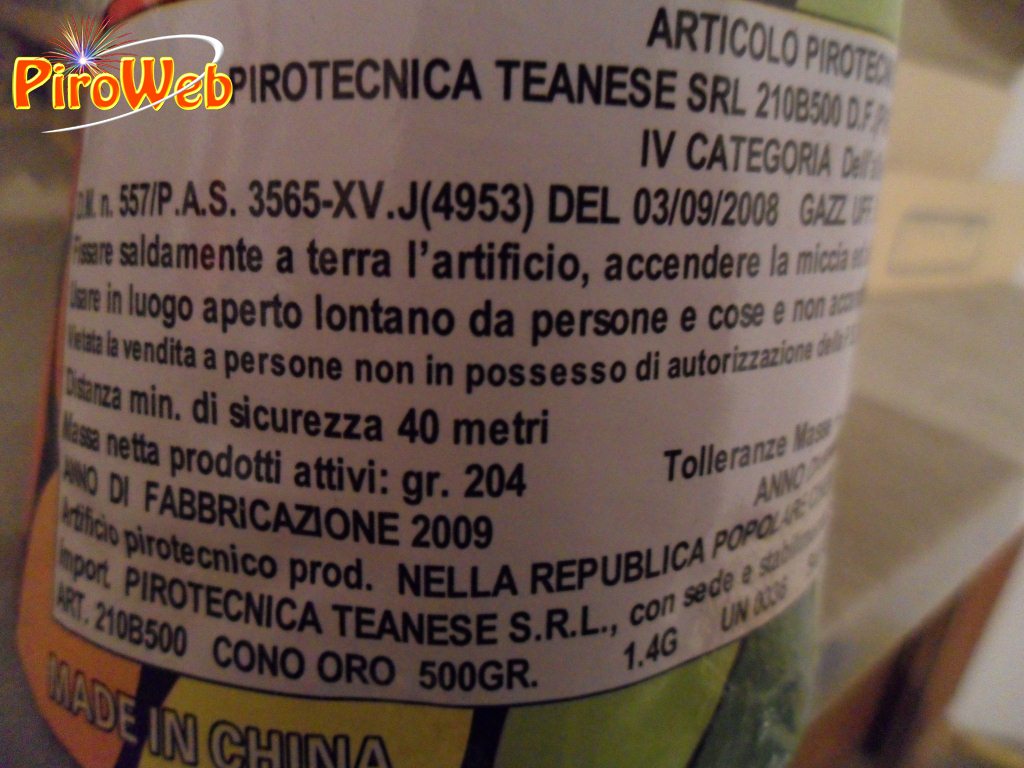 PiroWeb
ARTICOLO PIROTECN
PIROTECNICA TEANESE SRL 210B500 D.F.
IV CATEGORIA
D.M. n. 557/P.A.S. 3565-XV.J(4953) DEL 03/09/2008 GAZZ UFF
Fissare saldamente a terra l'artificio, accendere la miccia ed
Usare in luogo aperto lontano da persone e cose e non
Vietata la vendita a persone non in possesso di autorizzazione
Distanza min. di sicurezza 40 metri
Massa netta prodotti attivi: gr. 204 Tolleranze
ANNO DI FABBRICAZIONE 2009 ANNO
Artificio pirotecnico prod. NELLA REPUBBLICA POPOLARE
import. PIROTECNICA TEANESE S.R.L., con sede e
ART. 210B500 CONO ORO 500GR. 1.4G UN
MADE IN CHINA